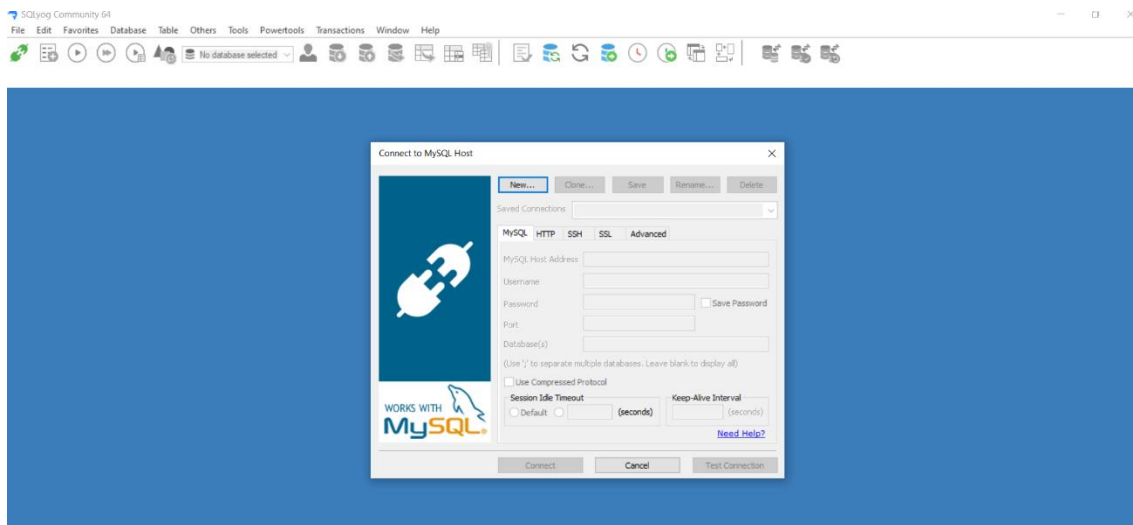 SQLyog Community 64
File Edit Favorites Database Table Others Tools Powertools Transactions Window Help
No database selected
Connect to MySQL Host
New... Clone... Save Rename... Delete
Saved Connections
MySQL HTTP SSH SSL Advanced
MySQL Host Address
Username
Password Save Password
Port
Database(s)
(Use ';' to separate multiple databases. Leave blank to display all)
Use Compressed Protocol
Session Idle Timeout Keep-Alive Interval
Default (seconds) (seconds)
Need Help?
WORKS WITH
MySQL®
Connect Cancel Test Connection